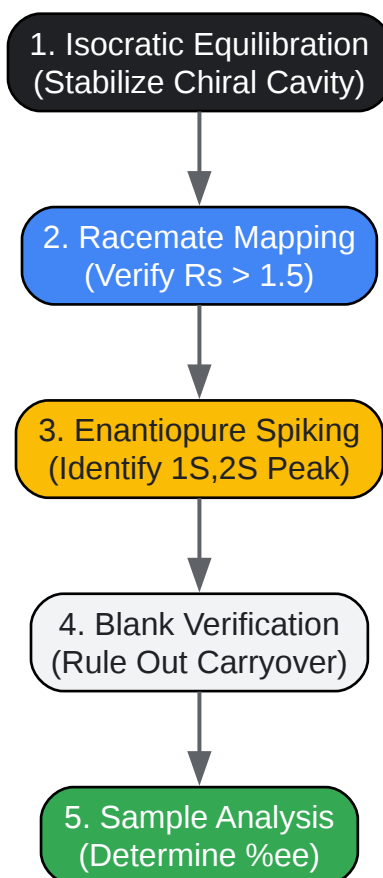 1. Isocratic Equilibration
(Stabilize Chiral Cavity)
2. Racemate Mapping
(Verify Rs > 1.5)
3. Enantiopure Spiking
(Identify 1S,2S Peak)
4. Blank Verification
(Rule Out Carryover)
5. Sample Analysis
(Determine %ee)